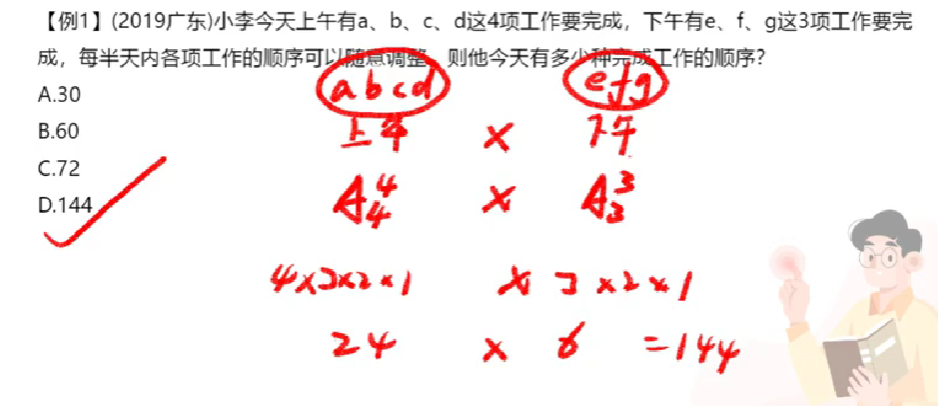 【例1】(2019广东)小李今天上午有a、b、c、d这4项工作要完成，下午有e、f、g这3项工作要完
成，每半天内各项工作的顺序可以随意调整，则他今天有多少种完成工作的顺序？
A.30
B.60
C.72
D.144
abcd efg
上午 × 下午
A₄⁴ × A₃³
4×3×2×1 × 3×2×1
24 × 6 =144